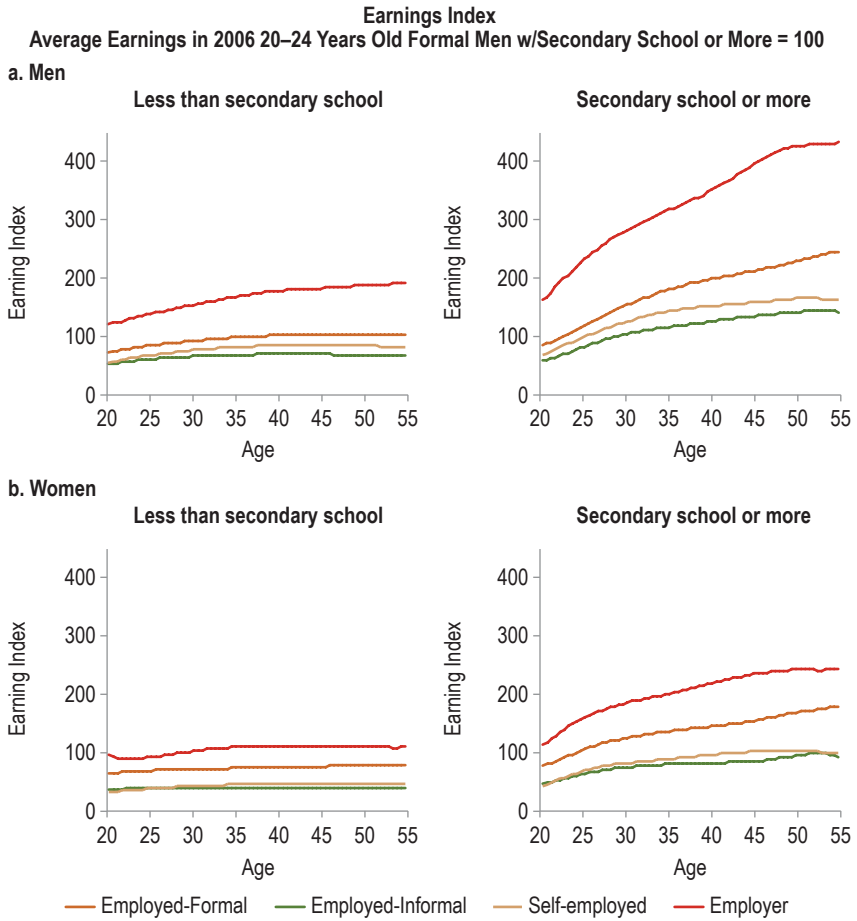 Earnings Index
Average Earnings in 2006 20–24 Years Old Formal Men w/Secondary School or More = 100
a. Men
Less than secondary school
Secondary school or more
Earning Index
400
300
200
100
0
20 25 30 35 40 45 50 55
Age
Earning Index
400
300
200
100
0
20 25 30 35 40 45 50 55
Age
b. Women
Less than secondary school
Secondary school or more
Earning Index
400
300
200
100
0
20 25 30 35 40 45 50 55
Age
Earning Index
400
300
200
100
0
20 25 30 35 40 45 50 55
Age
Employed-Formal Employed-Informal Self-employed Employer